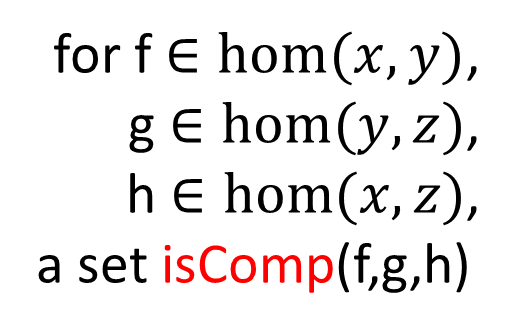 for f ∈ hom(x, y),
g ∈ hom(y, z),
h ∈ hom(x, z),
a set isComp(f,g,h)